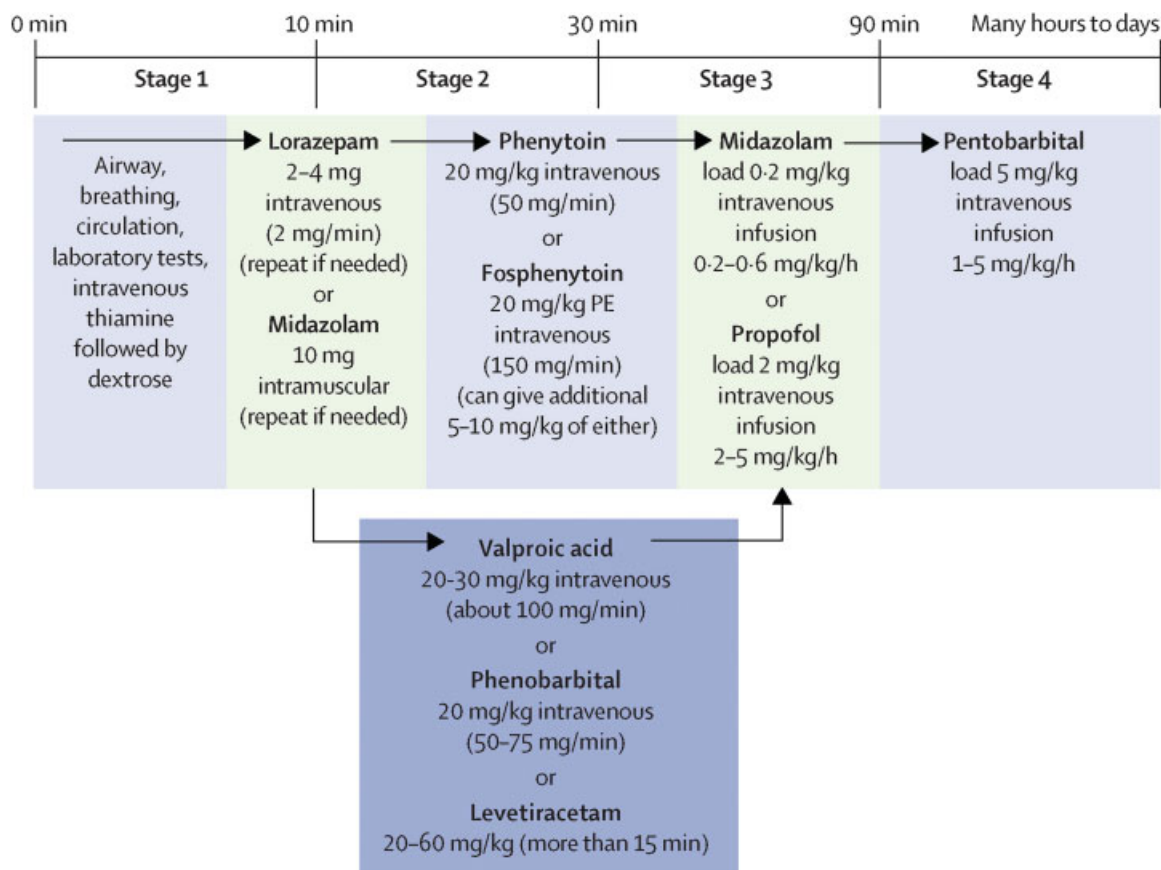 0 min 10 min 30 min 90 min Many hours to days
Stage 1 Stage 2 Stage 3 Stage 4
Airway,
breathing,
circulation,
laboratory tests,
intravenous
thiamine
followed by
dextrose
Lorazepam
2–4 mg
intravenous
(2 mg/min)
(repeat if needed)
or
Midazolam
10 mg
intramuscular
(repeat if needed)
Phenytoin
20 mg/kg intravenous
(50 mg/min)
or
Fosphenytoin
20 mg/kg PE
intravenous
(150 mg/min)
(can give additional
5–10 mg/kg of either)
Midazolam
load 0·2 mg/kg
intravenous
infusion
0·2–0·6 mg/kg/h
or
Propofol
load 2 mg/kg
intravenous
infusion
2–5 mg/kg/h
Pentobarbital
load 5 mg/kg
intravenous
infusion
1–5 mg/kg/h
Valproic acid
20-30 mg/kg intravenous
(about 100 mg/min)
or
Phenobarbital
20 mg/kg intravenous
(50–75 mg/min)
or
Levetiracetam
20–60 mg/kg (more than 15 min)